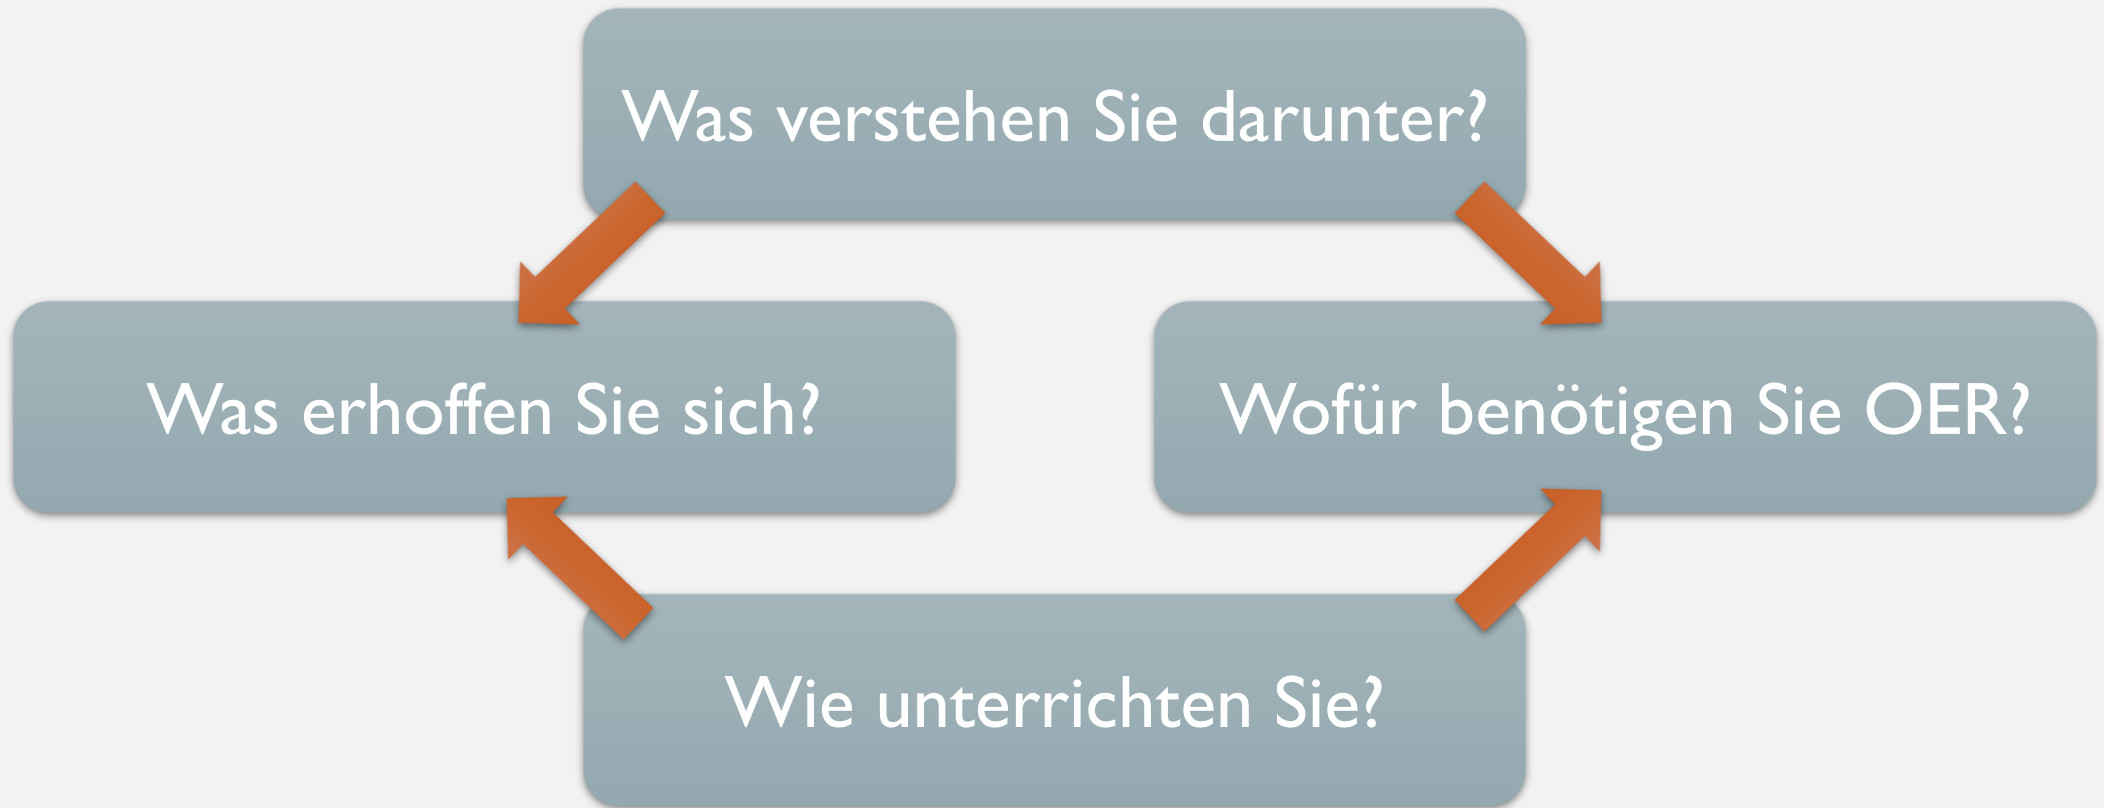 Was verstehen Sie darunter?
Was erhoffen Sie sich?
Wofür benötigen Sie OER?
Wie unterrichten Sie?